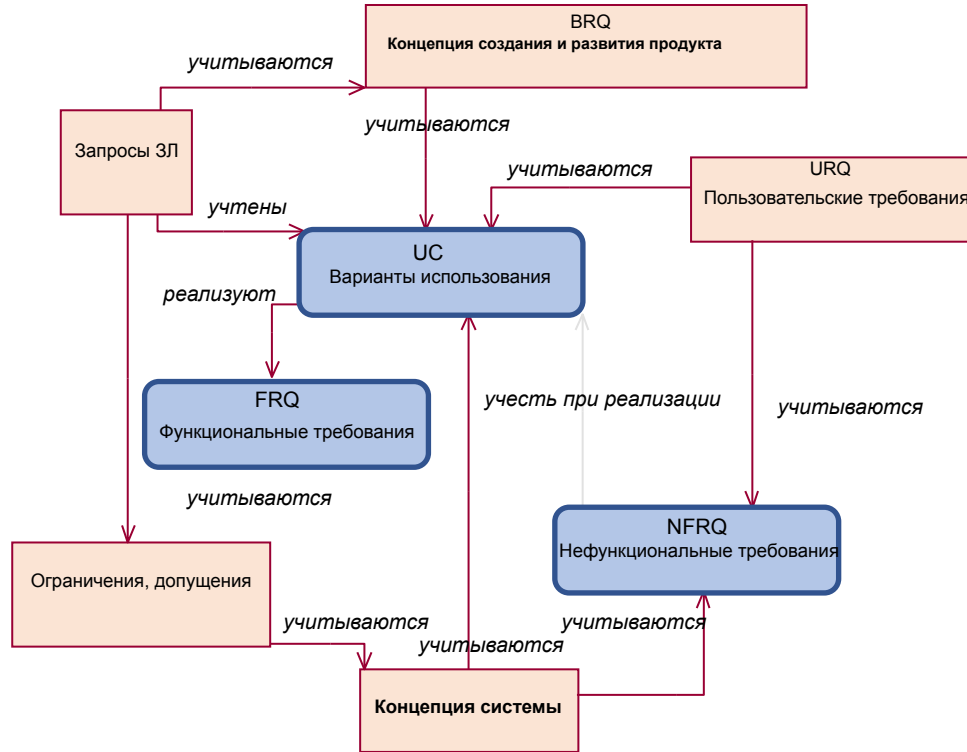 BRQ
Концепция создания и развития продукта
учитываются
учитываются
Запросы ЗЛ
учитываются
URQ
Пользовательские требования
учтены
UC
Варианты использования
реализуют
FRQ
Функциональные требования
учесть при реализации
учитываются
учитываются
NFRQ
Нефункциональные требования
Ограничения, допущения
учитываются
учитываются
учитываются
Концепция системы